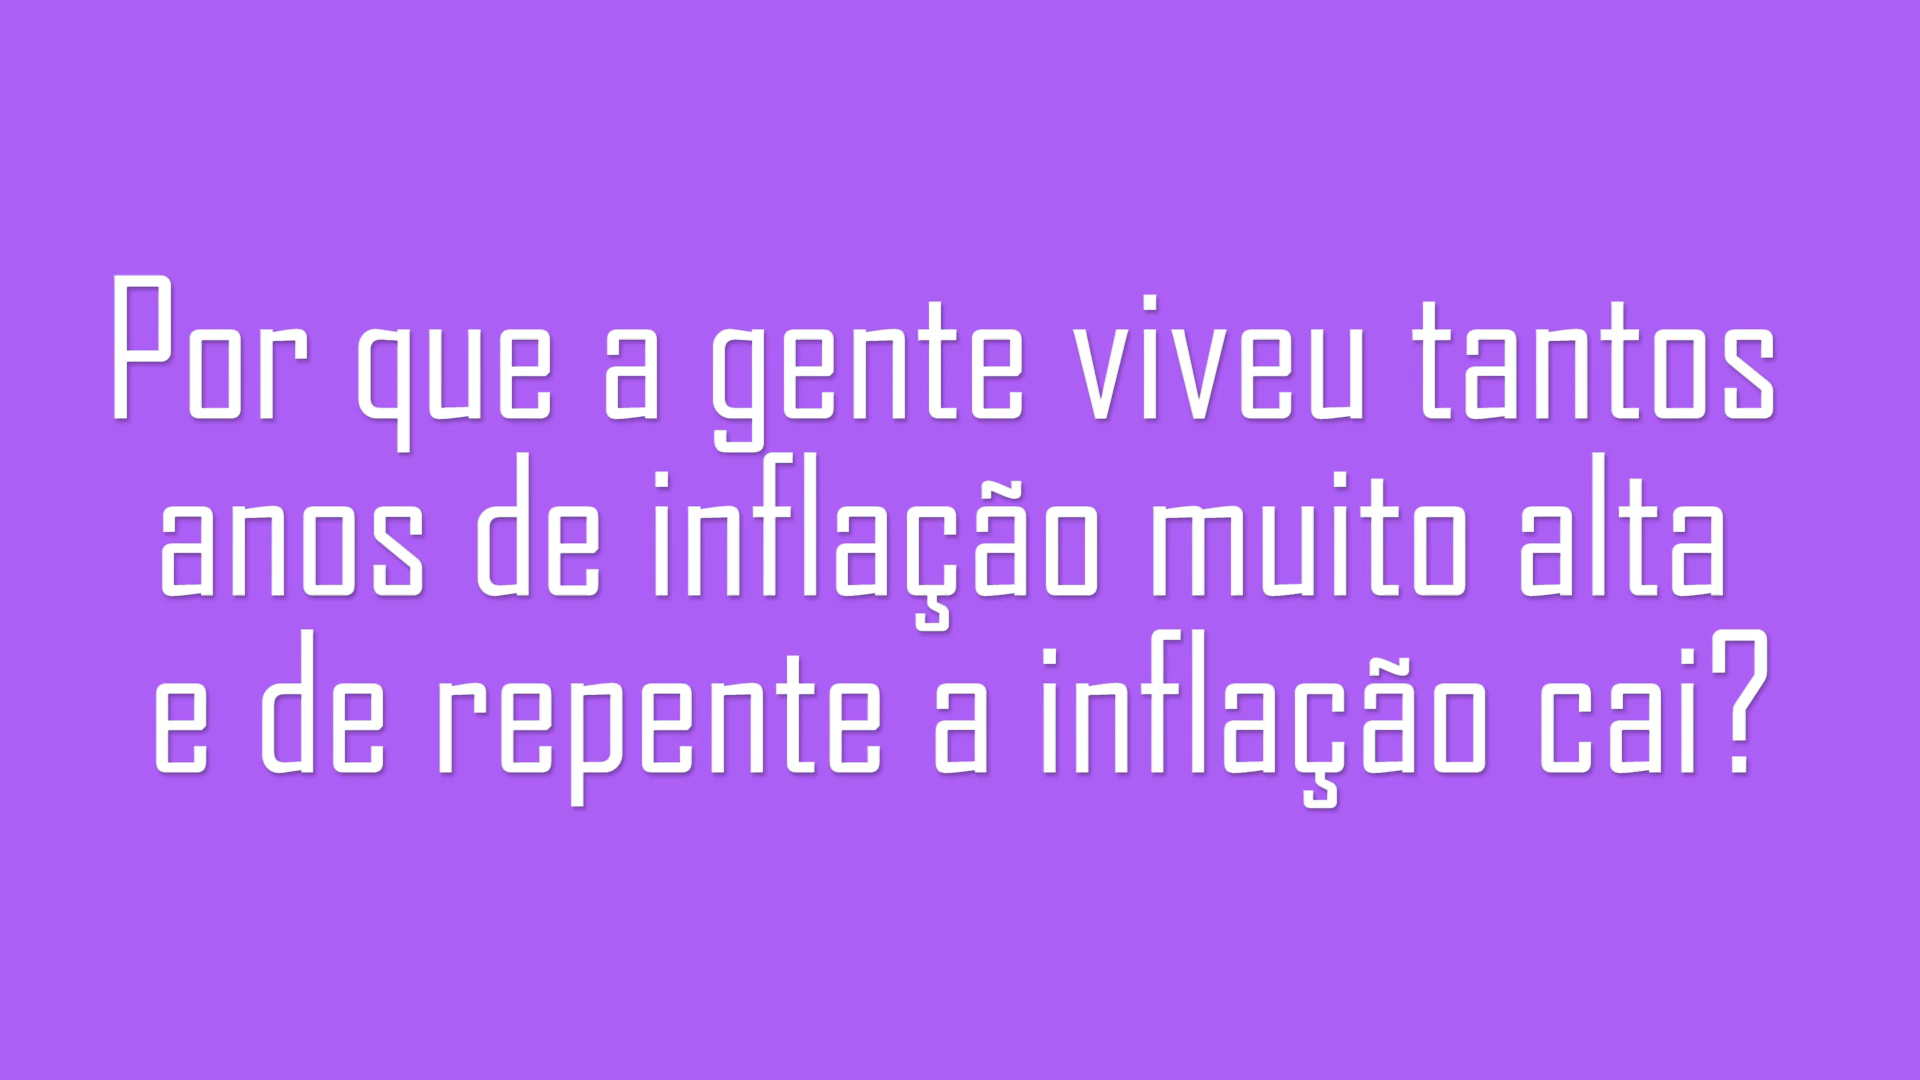 Por que a gente viveu tantos
anos de inflação muito alta
e de repente a inflação cai?